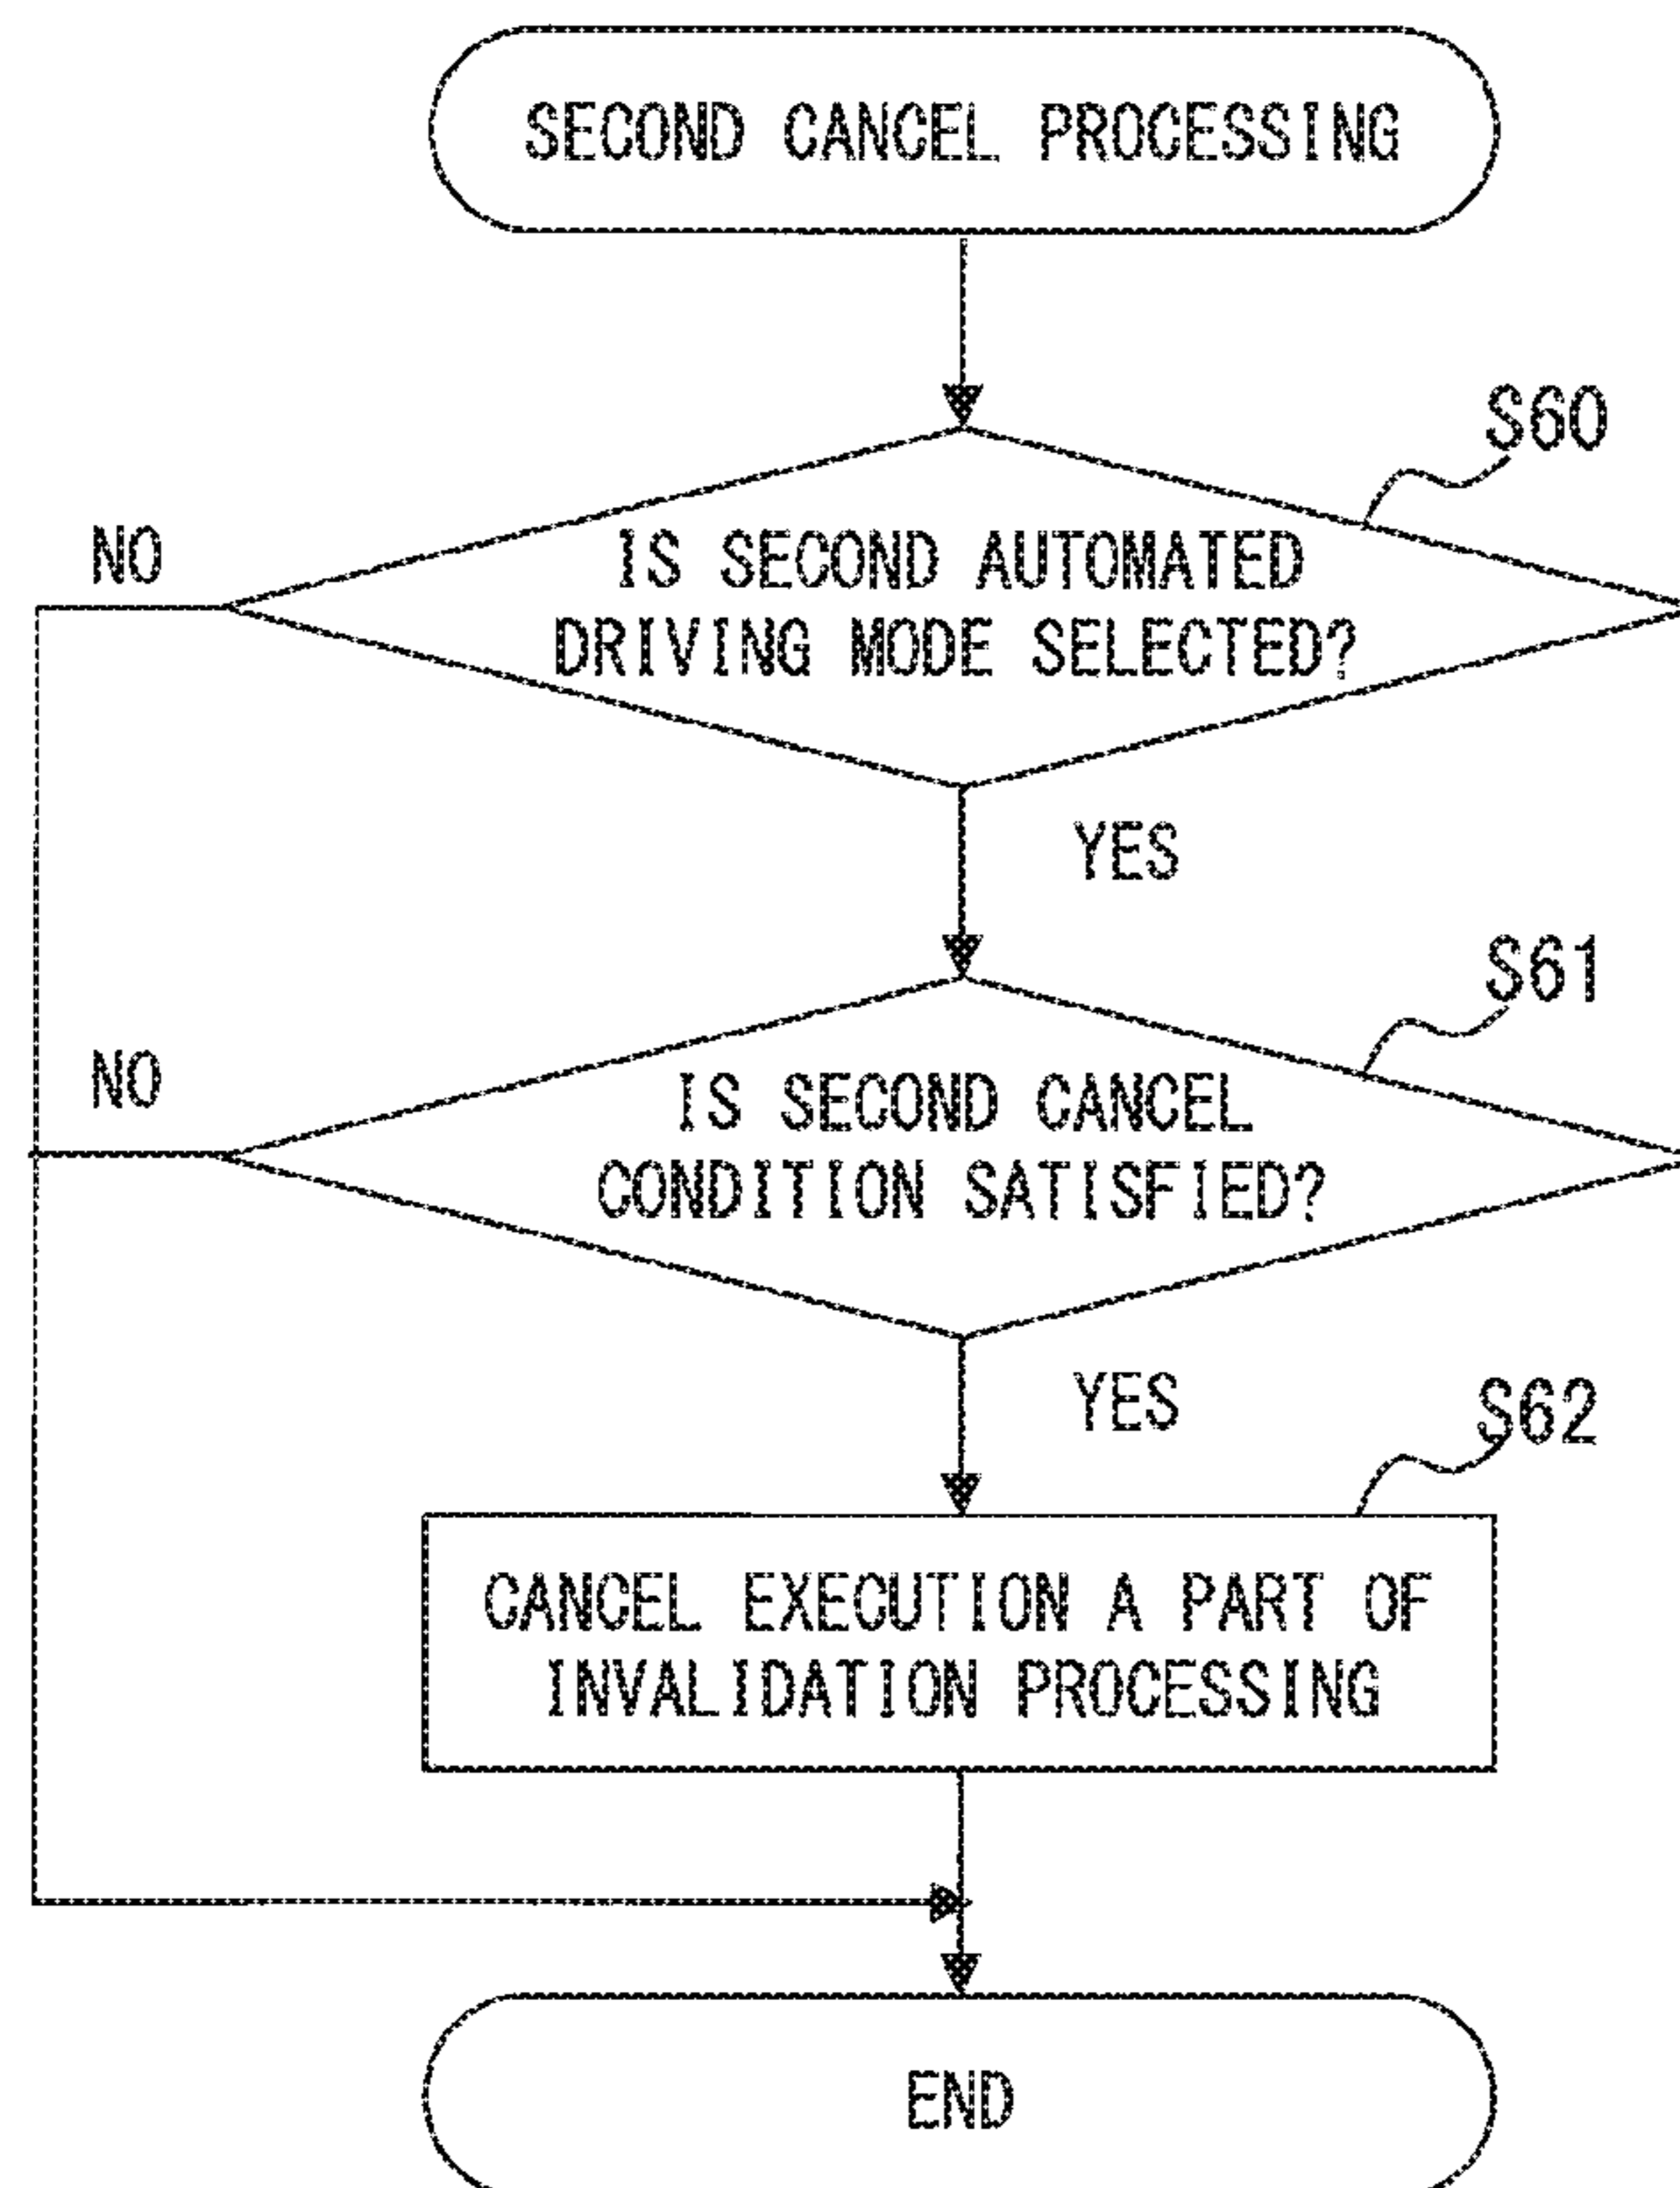 SECOND CANCEL PROCESSING
S60
NO
IS SECOND AUTOMATED
DRIVING MODE SELECTED?
YES
S61
NO
IS SECOND CANCEL
CONDITION SATISFIED?
YES
S62
CANCEL EXECUTION A PART OF
INVALIDATION PROCESSING
END